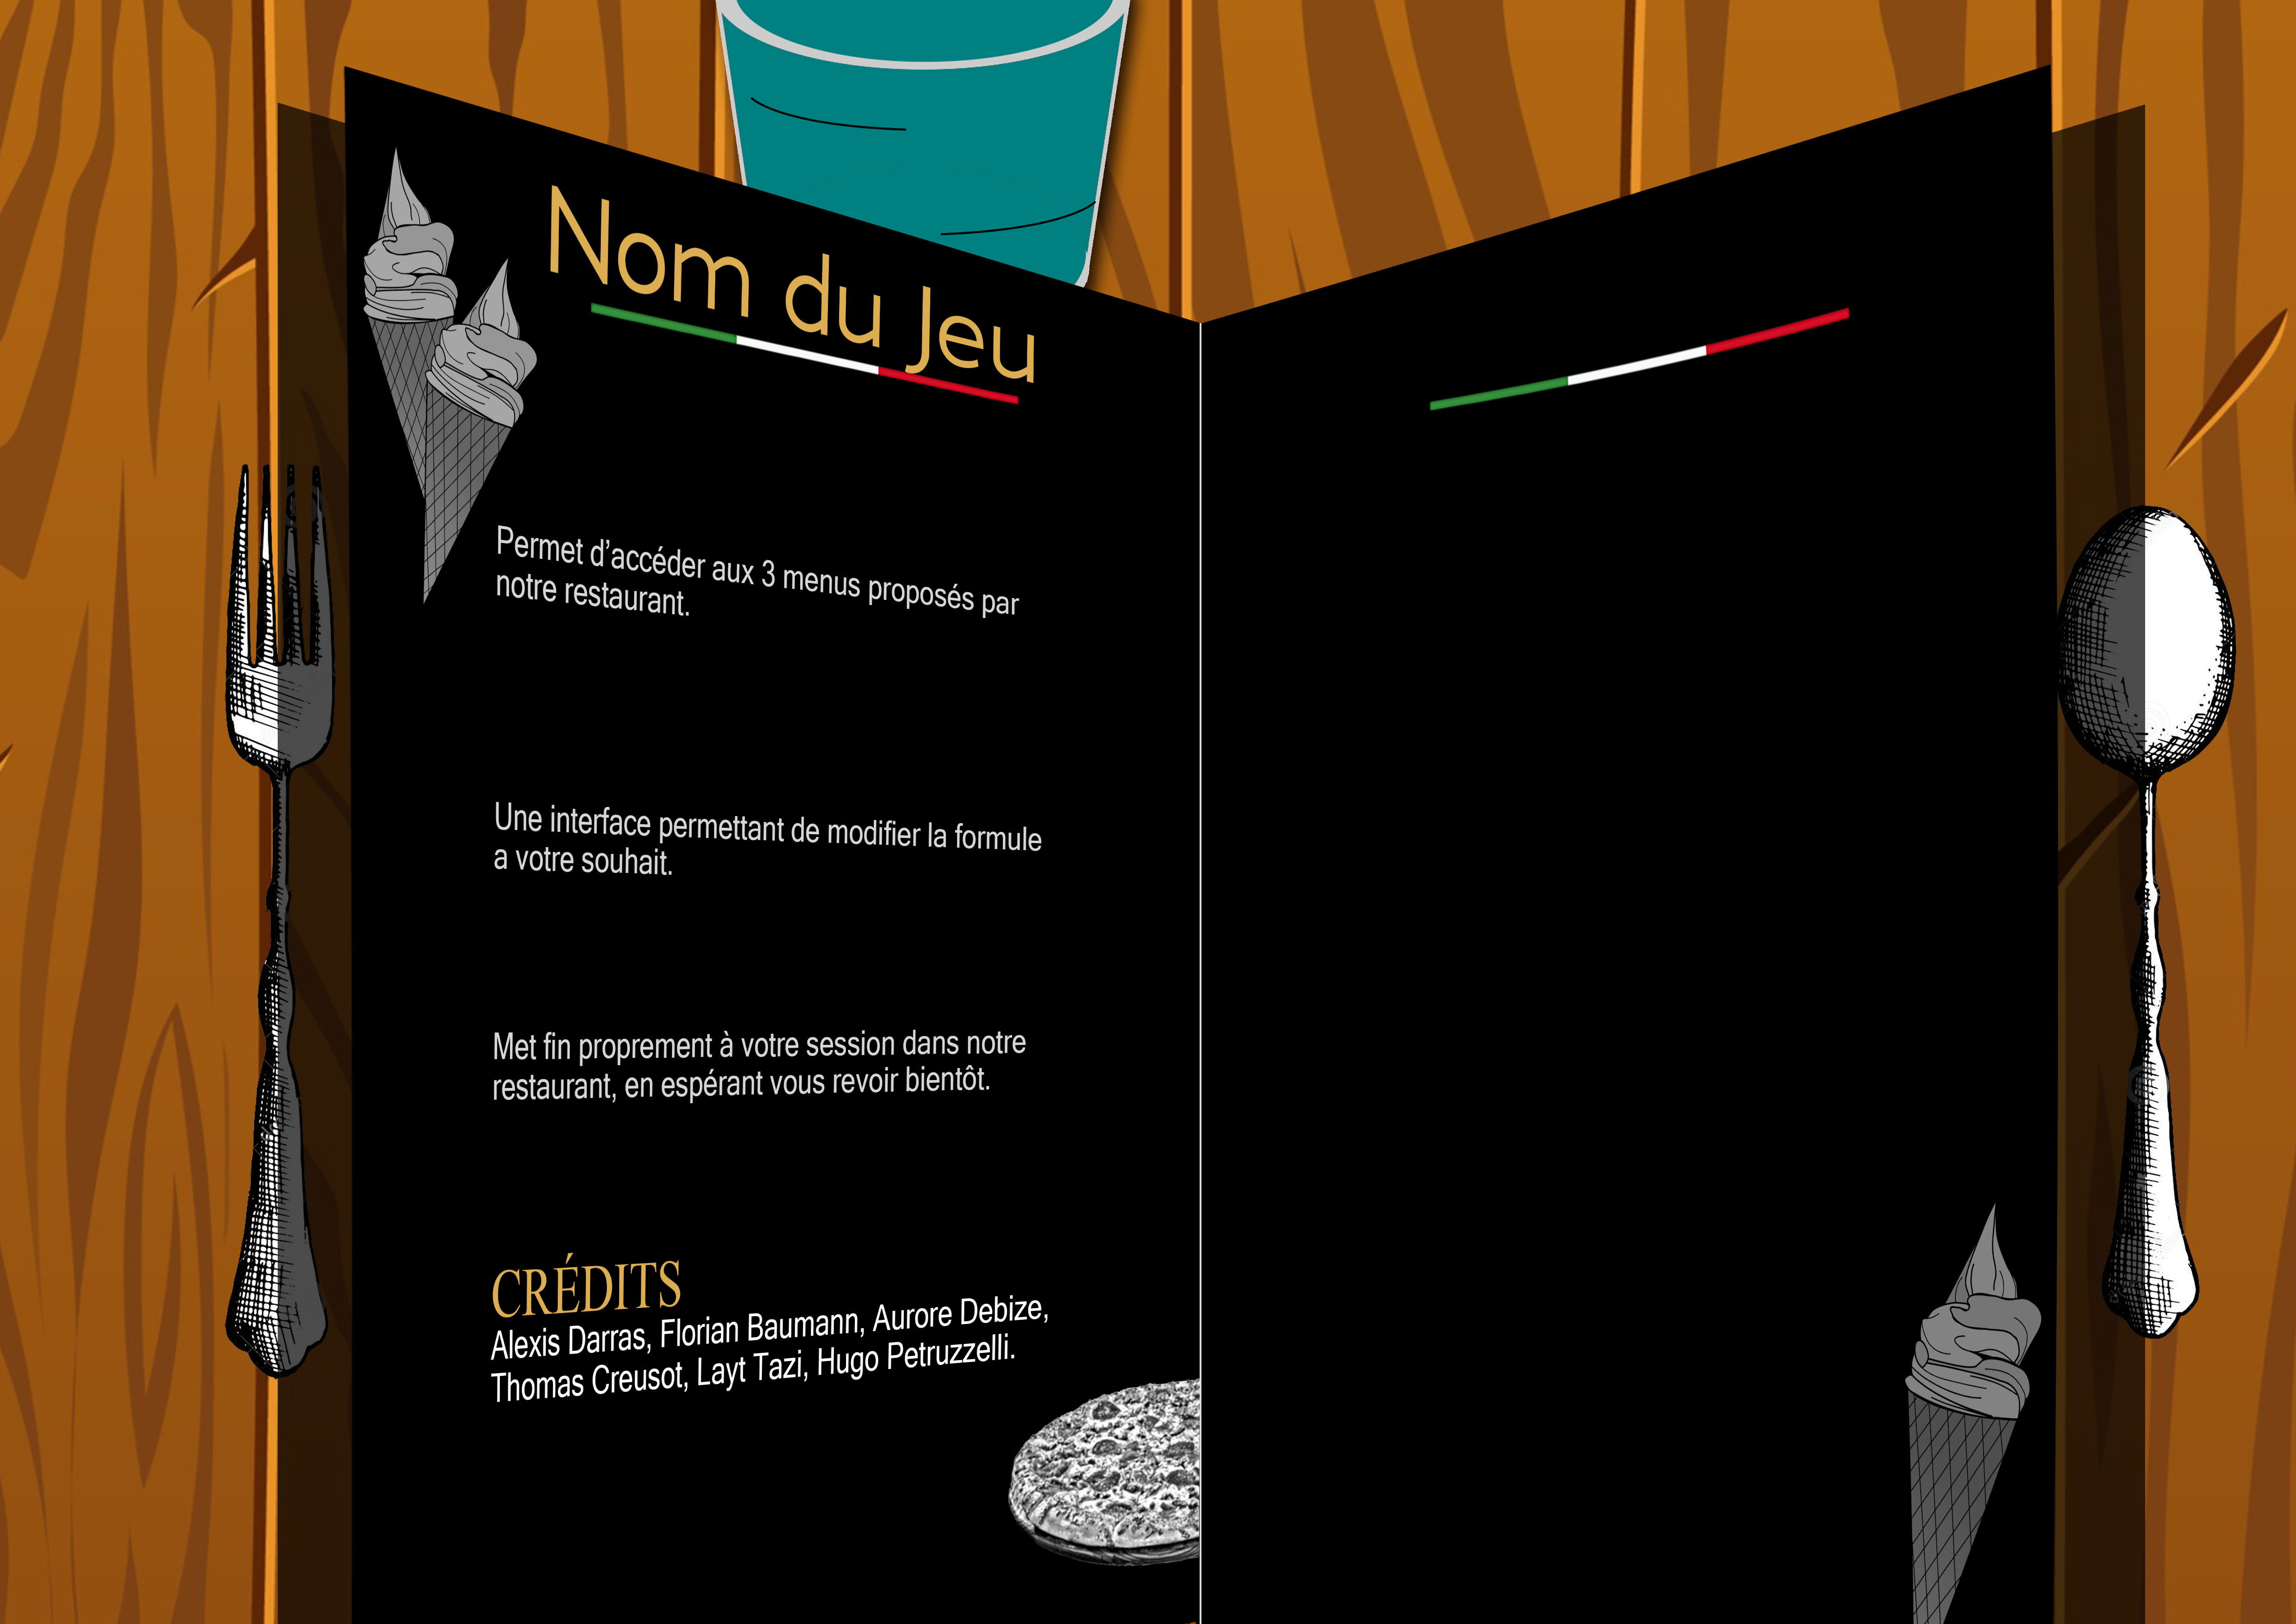 Nom du Jeu
Permet d’accéder aux 3 menus proposés par
notre restaurant.
Une interface permettant de modifier la formule
a votre souhait.
Met fin proprement à votre session dans notre
restaurant, en espérant vous revoir bientôt.
CRÉDITS
Alexis Darras, Florian Baumann, Aurore Debize,
Thomas Creusot, Layt Tazi, Hugo Petruzzelli.